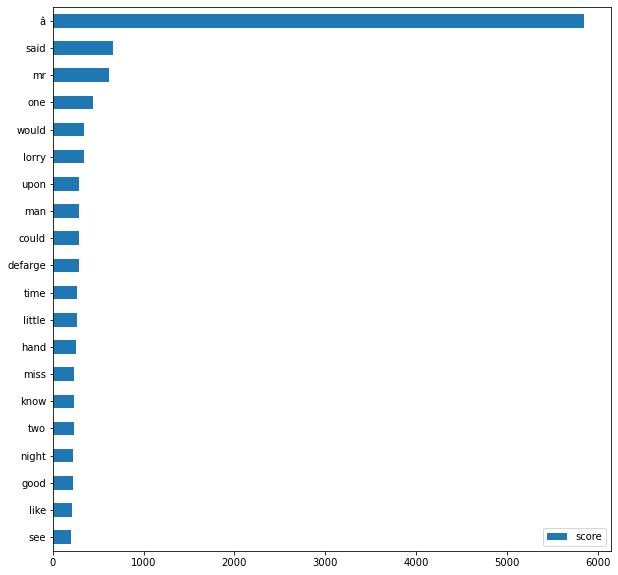 â
said
mr
one
would
lorry
upon
man
could
defarge
time
little
hand
miss
know
two
night
good
like
see
score
0 1000 2000 3000 4000 5000 6000